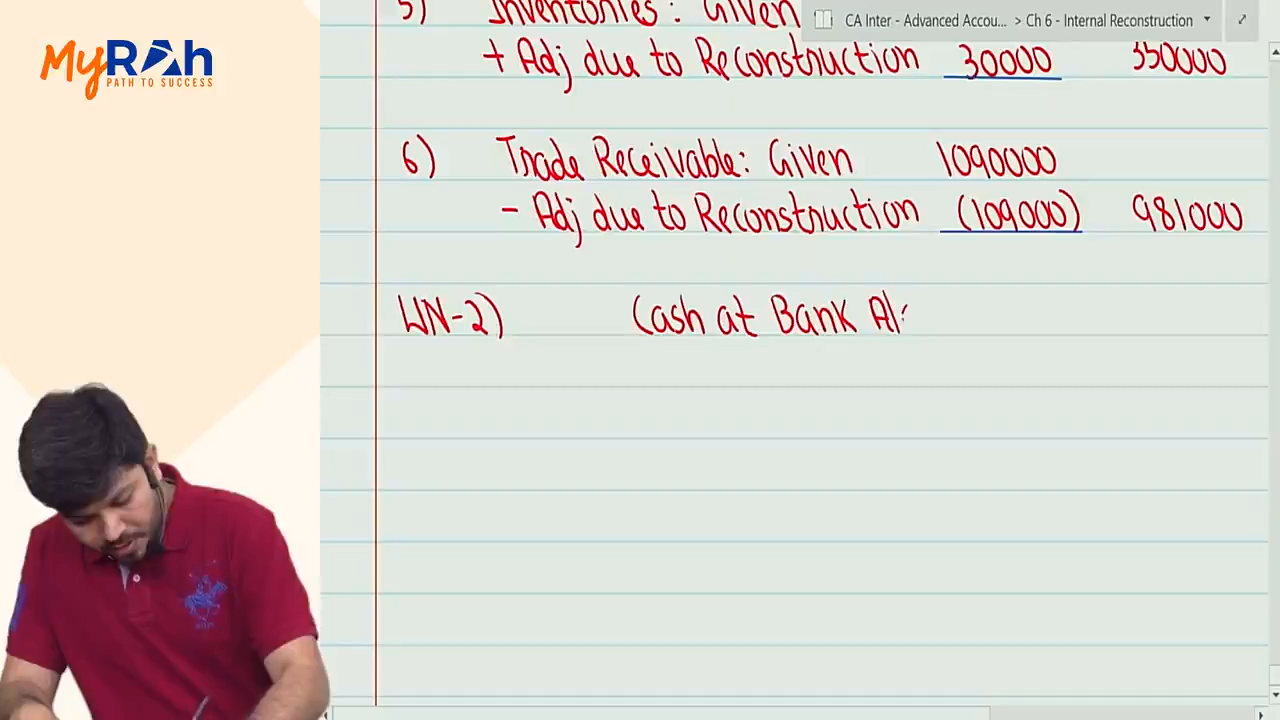 MyRAh
PATH TO SUCCESS
CA Inter - Advanced Accou... > Ch 6 - Internal Reconstruction
5) Inventories: Given
+ Adj due to Reconstruction 30000 350000
6) Trade Receivable: Given 1090000
- Adj due to Reconstruction (109000) 981000
WN-2) Cash at Bank A/c